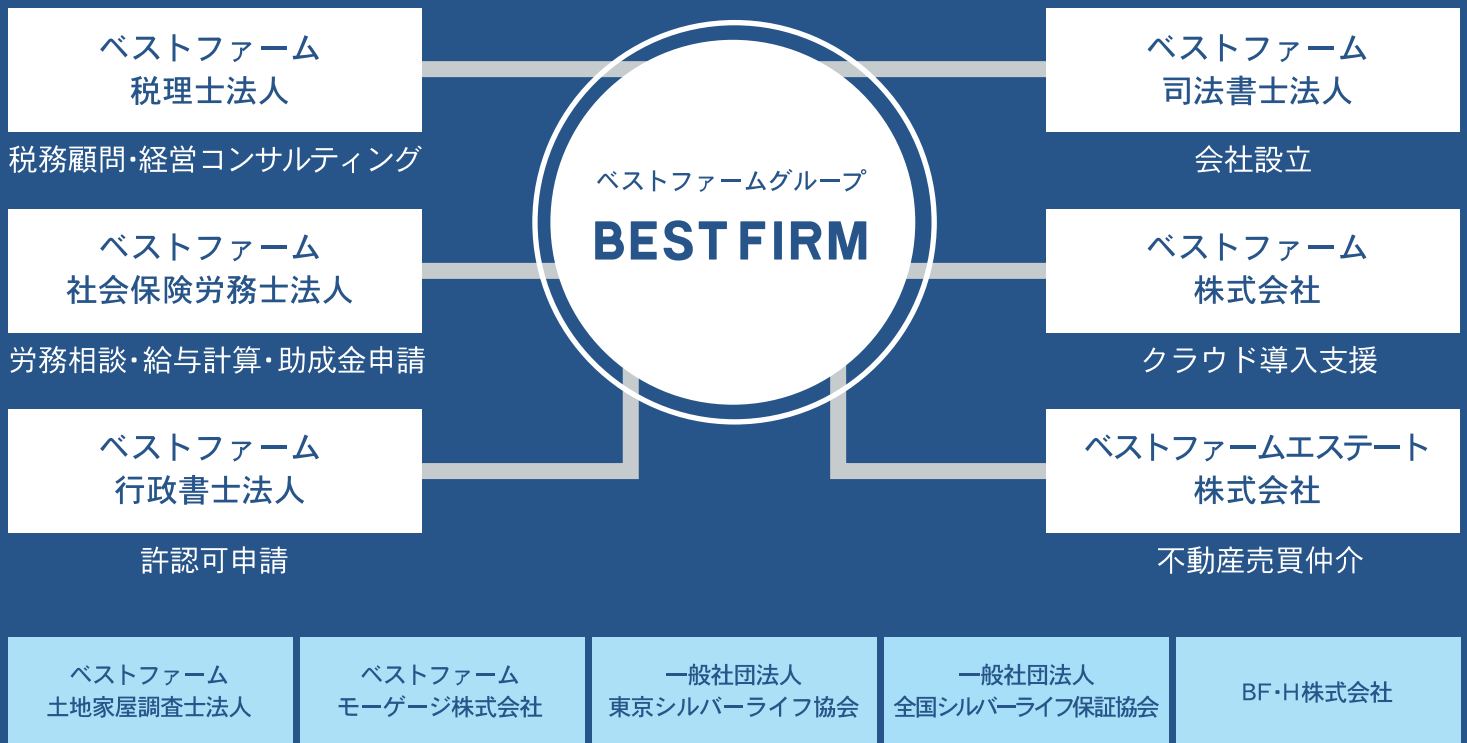 ベストファーム
税理士法人
税務顧問・経営コンサルティング
ベストファーム
社会保険労務士法人
労務相談・給与計算・助成金申請
ベストファーム
行政書士法人
許認可申請
ベストファームグループ
BEST FIRM
ベストファーム
司法書士法人
会社設立
ベストファーム
株式会社
クラウド導入支援
ベストファームエステート
株式会社
不動産売買仲介
ベストファーム
土地家屋調査士法人
ベストファーム
モーゲージ株式会社
一般社団法人
東京シルバーライフ協会
一般社団法人
全国シルバーライフ保証協会
BF・H株式会社